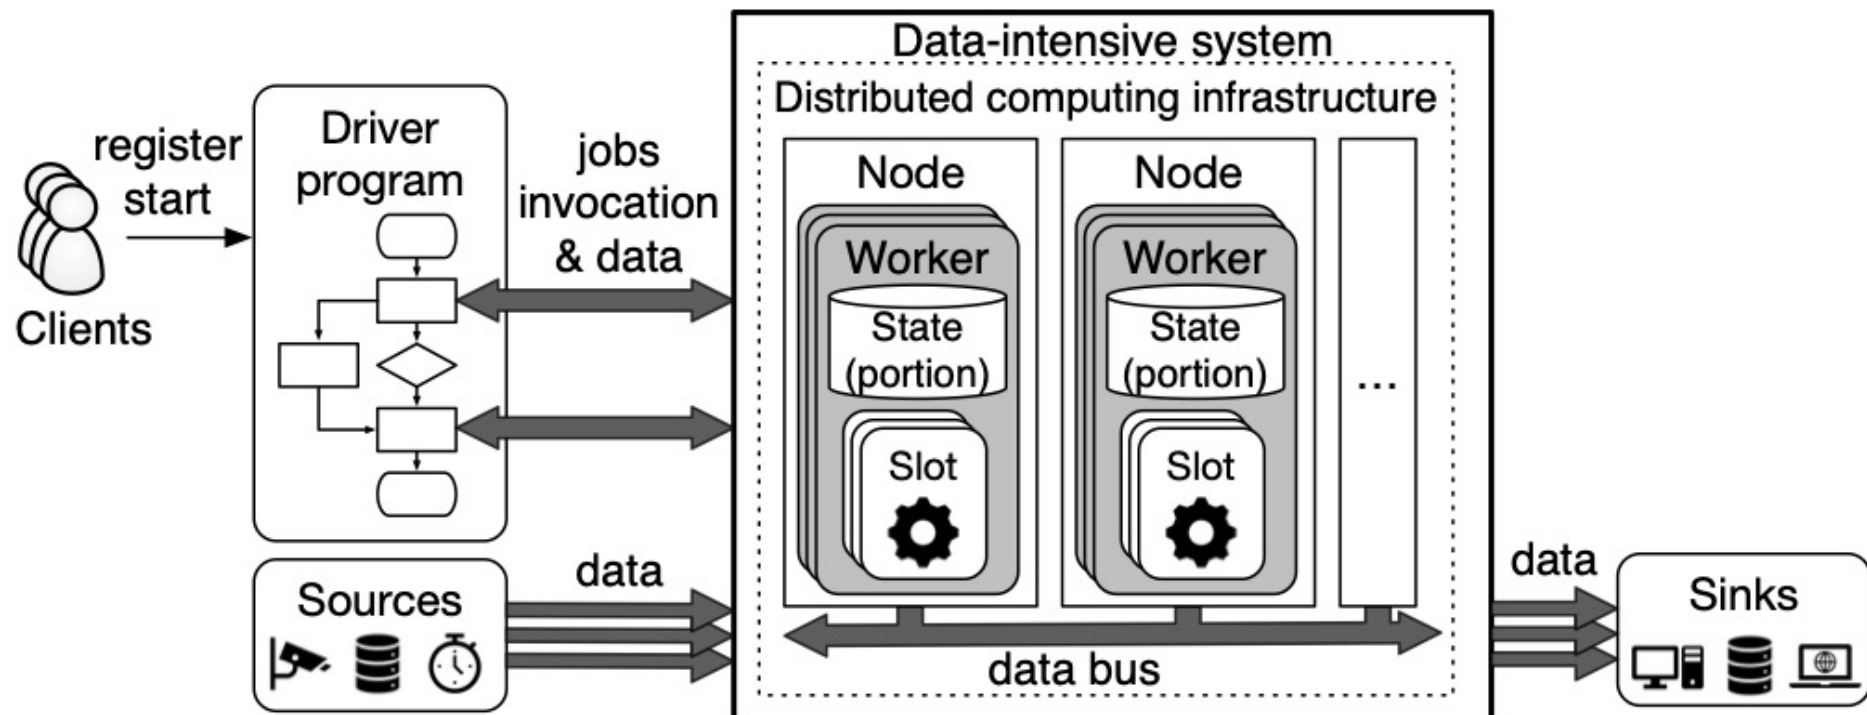 Data-intensive system
Distributed computing infrastructure
register
start
Clients
Driver
program
jobs
invocation
& data
Node
Worker
State
(portion)
Slot
Node
Worker
State
(portion)
Slot
...
data bus
Sources
data
data
Sinks